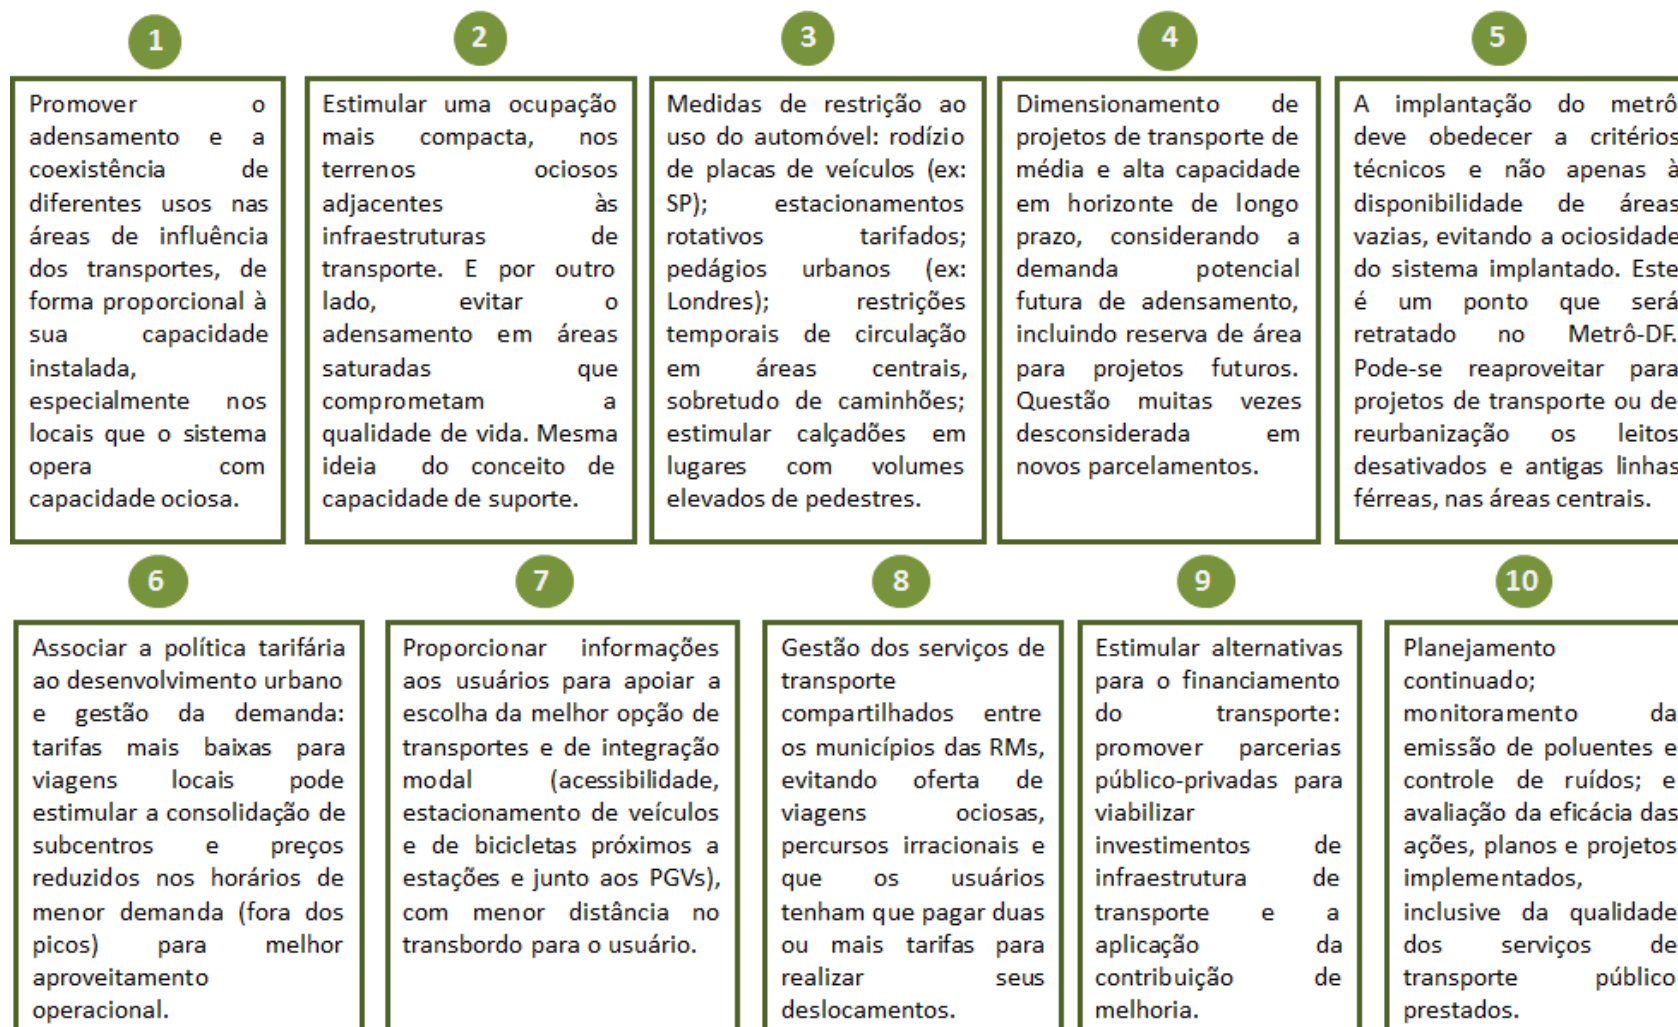 1
Promover o
adensamento e a
coexistência de
diferentes usos nas
áreas de influência
dos transportes, de
forma proporcional à
sua capacidade
instalada,
especialmente nos
locais que o sistema
opera com
capacidade ociosa.
2
Estimular uma ocupação
mais compacta, nos
terrenos ociosos
adjacentes às
infraestruturas de
transporte. E por outro
lado, evitar o
adensamento em áreas
saturadas que
comprometam a
qualidade de vida. Mesma
ideia do conceito de
capacidade de suporte.
3
Medidas de restrição ao
uso do automóvel: rodízio
de placas de veículos (ex:
SP); estacionamentos
rotativos tarifados;
pedágios urbanos (ex:
Londres); restrições
temporais de circulação
em áreas centrais,
sobretudo de caminhões;
estimular calçadões em
lugares com volumes
elevados de pedestres.
4
Dimensionamento de
projetos de transporte de
média e alta capacidade
em horizonte de longo
prazo, considerando a
demanda potencial
futura de adensamento,
incluindo reserva de área
para projetos futuros.
Questão muitas vezes
desconsiderada em
novos parcelamentos.
5
A implantação do metrô
deve obedecer a critérios
técnicos e não apenas à
disponibilidade de áreas
vazias, evitando a ociosidade
do sistema implantado. Este
é um ponto que será
retratado no Metrô-DF.
Pode-se reaproveitar para
projetos de transporte ou de
reurbanização os leitos
desativados e antigas linhas
férreas, nas áreas centrais.
6
Associar a política tarifária
ao desenvolvimento urbano
e gestão da demanda:
tarifas mais baixas para
viagens locais pode
estimular a consolidação de
subcentros e preços
reduzidos nos horários de
menor demanda (fora dos
picos) para melhor
aproveitamento
operacional.
7
Proporcionar informações
aos usuários para apoiar a
escolha da melhor opção de
transportes e de integração
modal (acessibilidade,
estacionamento de veículos
e de bicicletas próximos a
estações e junto aos PGVs),
com menor distância no
transbordo para o usuário.
8
Gestão dos serviços de
transporte
compartilhados entre
os municípios das RMs,
evitando oferta de
viagens ociosas,
percursos irracionais e
que os usuários
tenham que pagar duas
ou mais tarifas para
realizar seus
deslocamentos.
9
Estimular alternativas
para o financiamento
do transporte:
promover parcerias
público-privadas para
viabilizar
investimentos de
infraestrutura de
transporte e a
aplicação da
contribuição de
melhoria.
10
Planejamento
continuado;
monitoramento da
emissão de poluentes e
controle de ruídos; e
avaliação da eficácia das
ações, planos e projetos
implementados,
inclusive da qualidade
dos serviços de
transporte público
prestados.